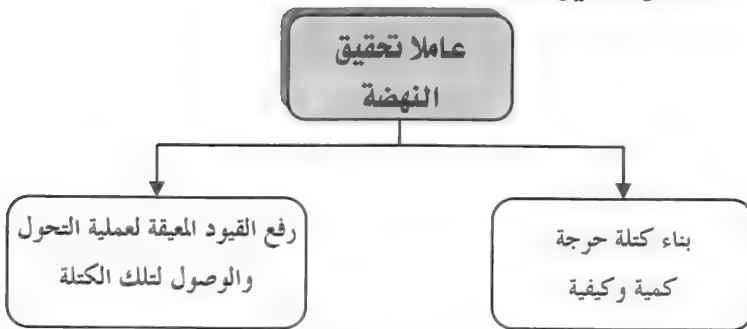 عاملا تحقيق
النهضة
بناء كتلة حرجة
كمية وكيفية
رفع القيود المعيقة لعملية التحول
والوصول لتلك الكتلة